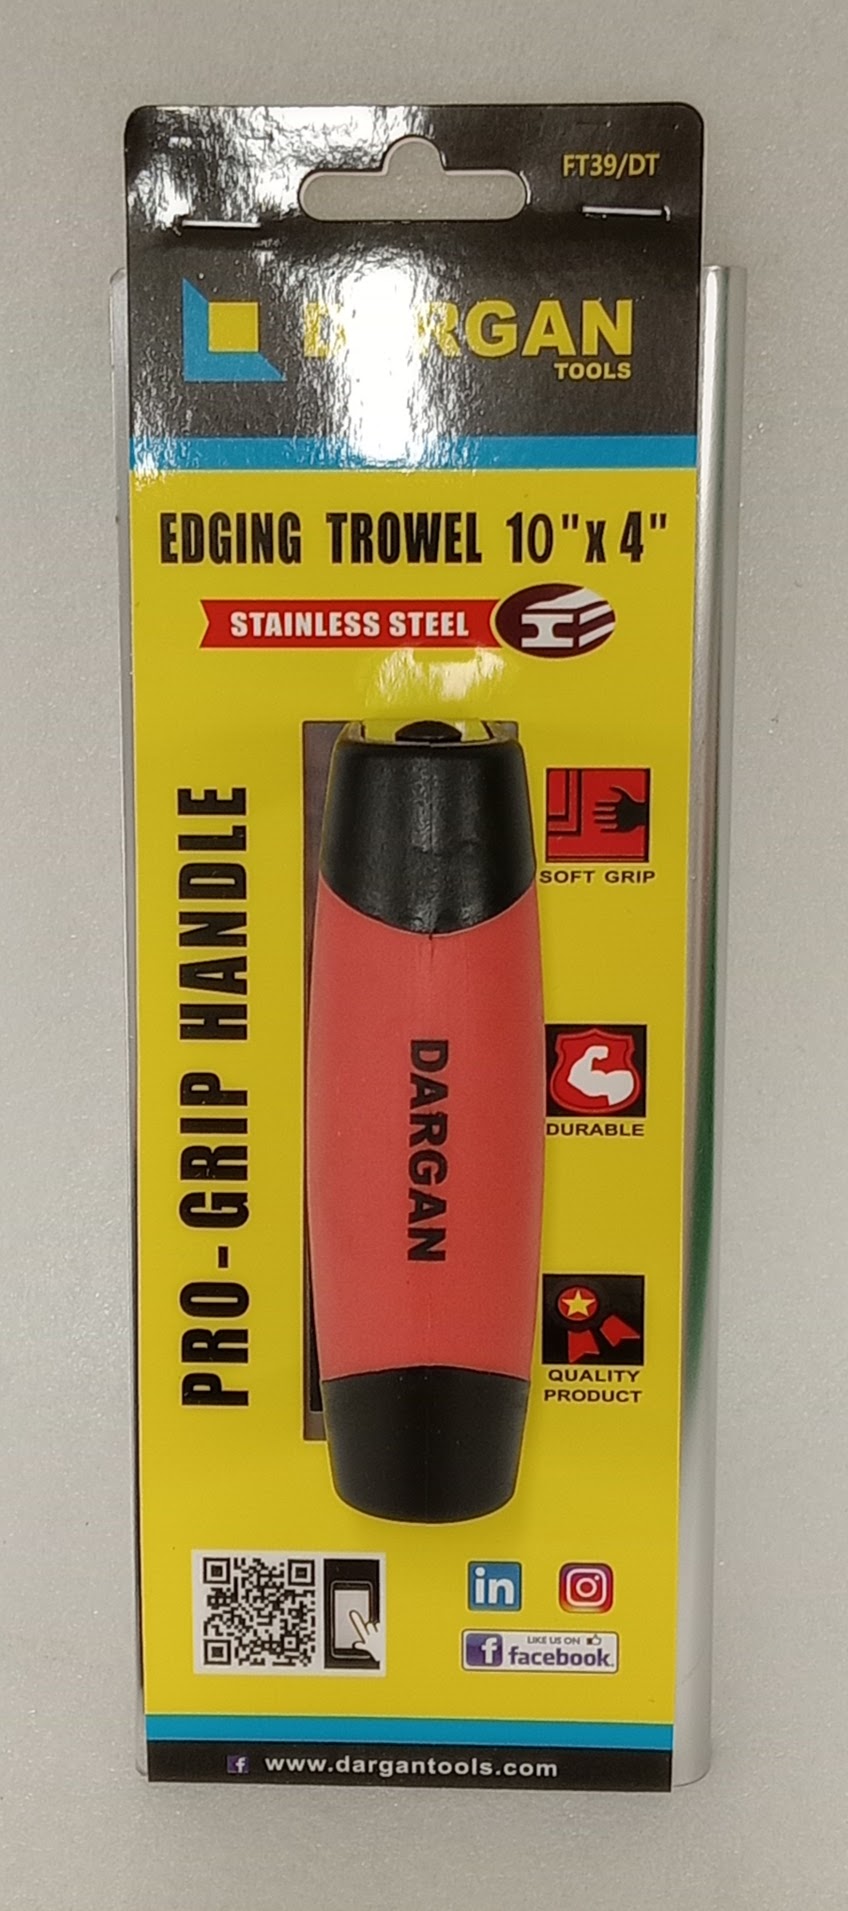 FT39/DT
DARGAN
TOOLS
EDGING TROWEL 10"x 4"
STAINLESS STEEL
PRO-GRIP HANDLE
SOFT GRIP
DARGAN
DURABLE
QUALITY
PRODUCT
in
LIKE US ON
f facebook.
f www.dargantools.com